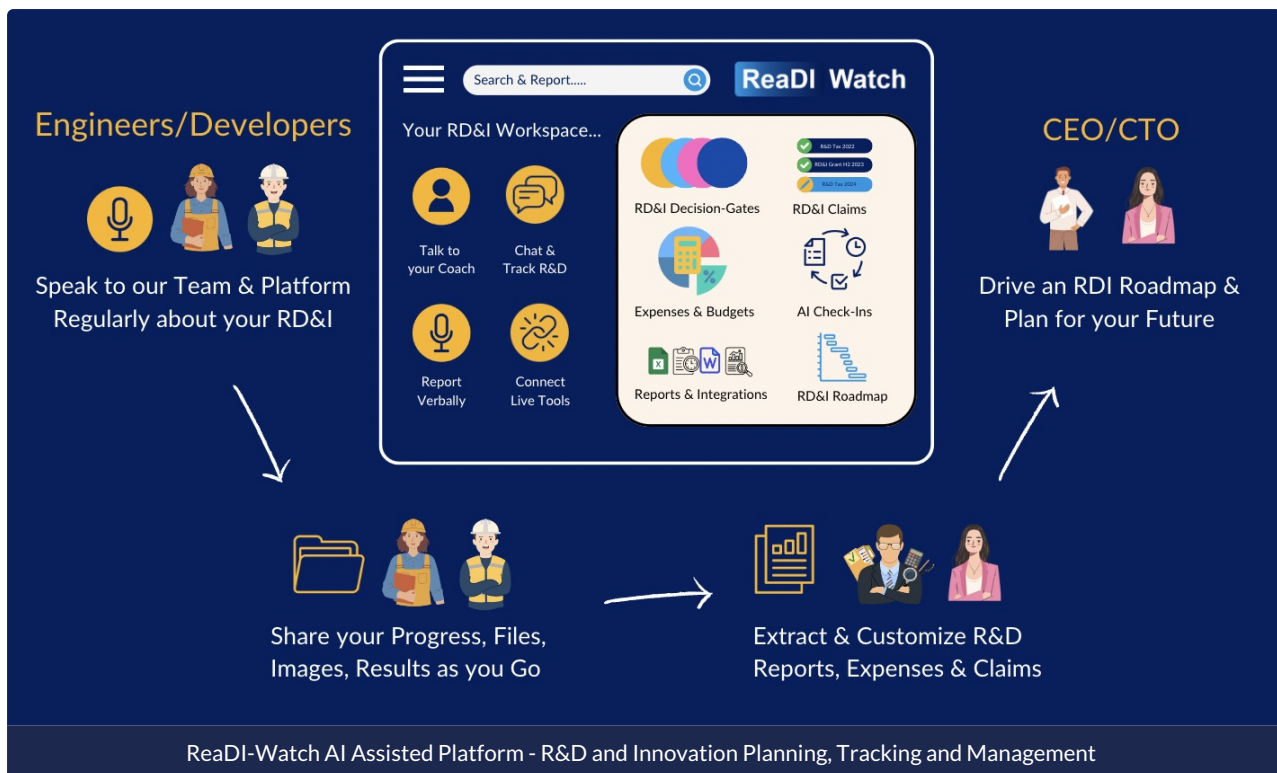 Search & Report.....
ReaDI Watch
Engineers/Developers
Speak to our Team & Platform
Regularly about your RD&I
Your RD&I Workspace...
Talk to
your Coach
Chat &
Track R&D
Report
Verbally
Connect
Live Tools
RD&I Decision-Gates
R&D Tax 2022
RD&I Grant H2 2023
R&D Tax 2024
RD&I Claims
Expenses & Budgets
%
AI Check-Ins
X
W
Reports & Integrations
RD&I Roadmap
CEO/CTO
Drive an RDI Roadmap &
Plan for your Future
Share your Progress, Files,
Images, Results as you Go
Extract & Customize R&D
Reports, Expenses & Claims
ReaDI-Watch AI Assisted Platform - R&D and Innovation Planning, Tracking and Management